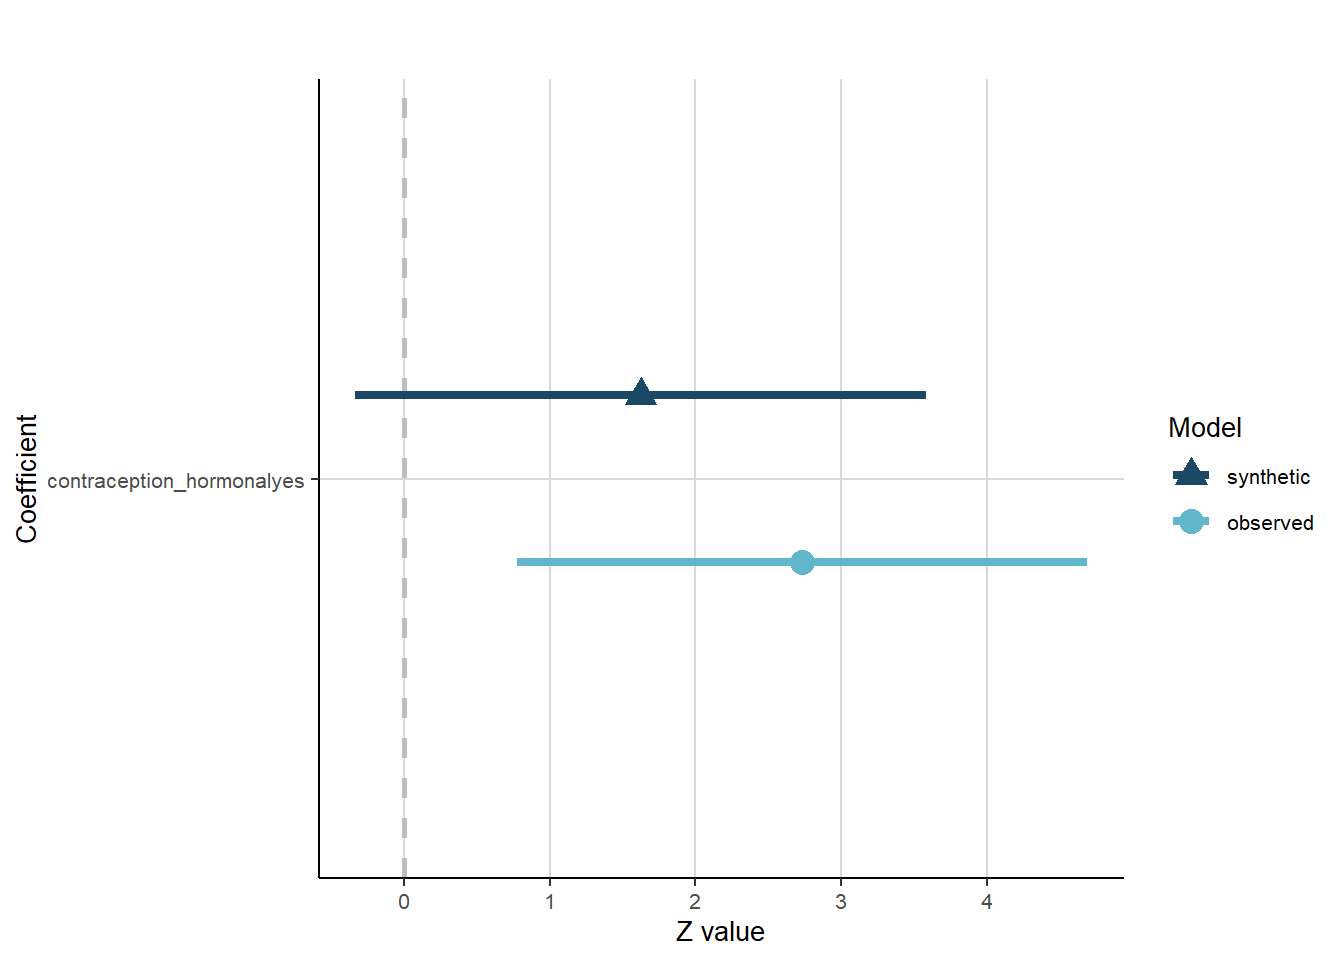 Coefficient
contraception_hormonalyes
0 1 2 3 4
Z value
Model
synthetic
observed